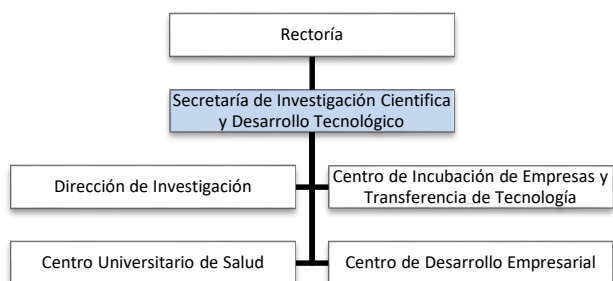 Rectoría
Secretaría de Investigación Cientifica
y Desarrollo Tecnológico
Dirección de Investigación
Centro de Incubación de Empresas y
Transferencia de Tecnología
Centro Universitario de Salud
Centro de Desarrollo Empresarial